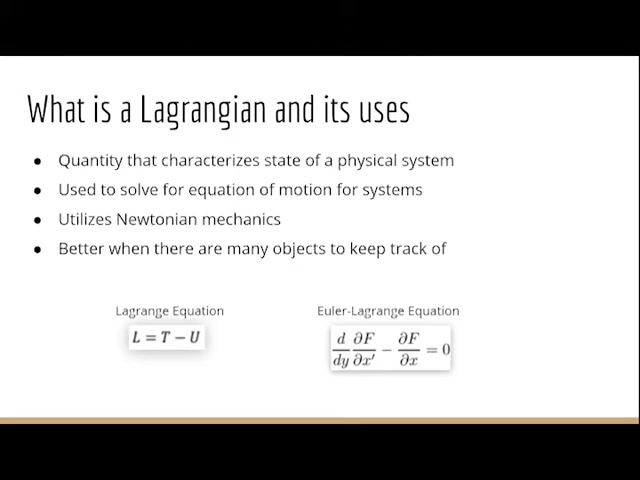 What is a Lagrangian and its uses
● Quantity that characterizes state of a physical system
● Used to solve for equation of motion for systems
● Utilizes Newtonian mechanics
● Better when there are many objects to keep track of
Lagrange Equation
L = T − U
Euler-Lagrange Equation
d/dy ∂F/∂x′ − ∂F/∂x = 0